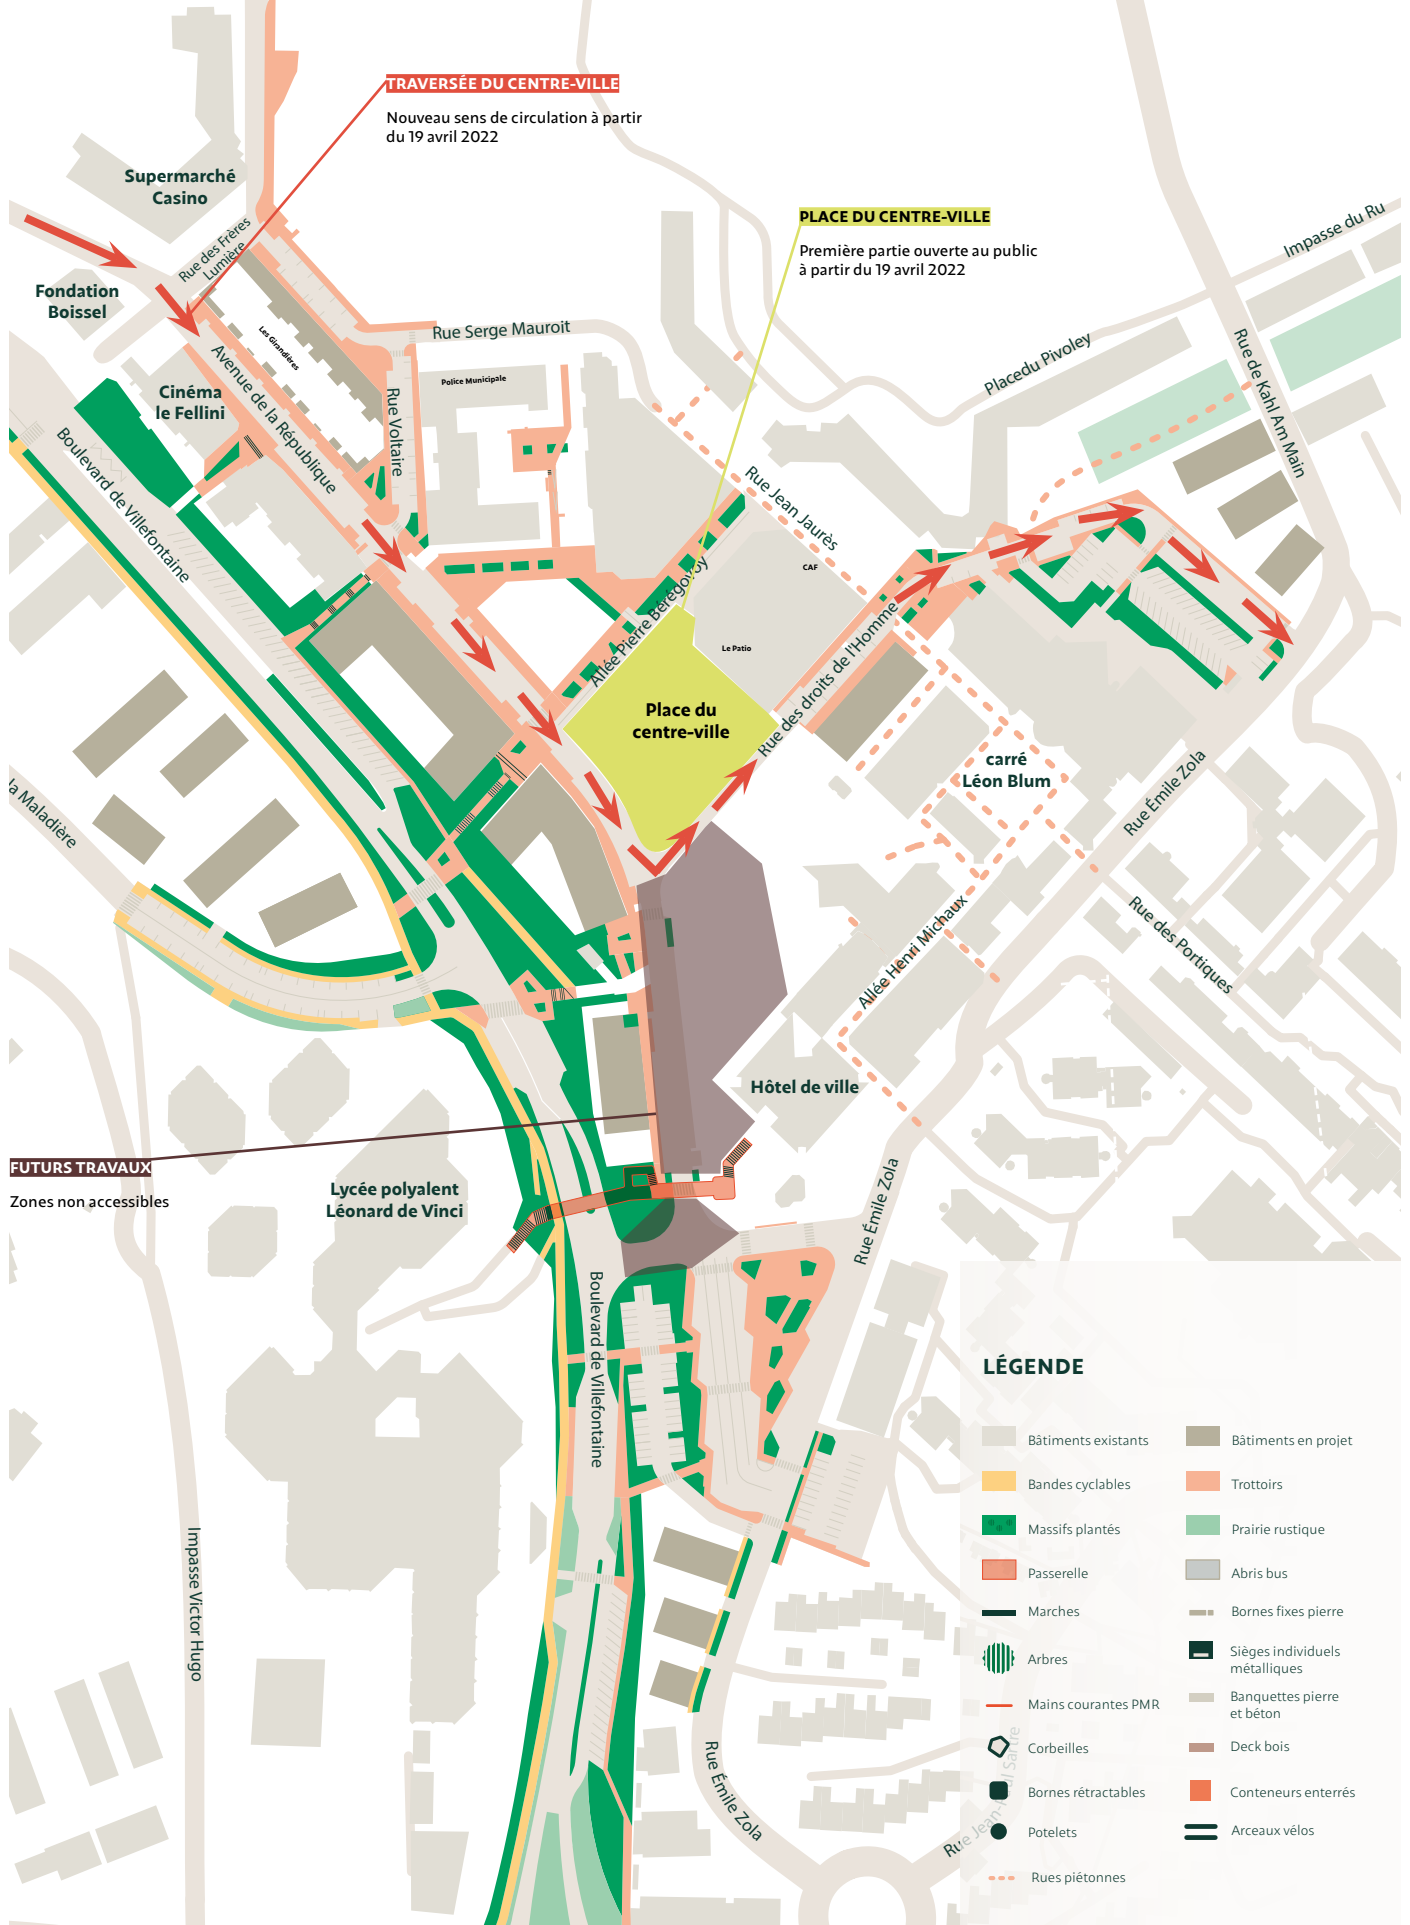 TRAVERSÉE DU CENTRE-VILLE
Nouveau sens de circulation à partir
du 19 avril 2022
Supermarché
Casino
PLACE DU CENTRE-VILLE
Première partie ouverte au public
à partir du 19 avril 2022
Impasse du Ru
Rue des Frères
Lumière
Fondation
Boissel
Les Girandières
Rue Serge Mauroit
Placedu Pivoley
Rue de Kahl Am Main
Police Municipale
Cinéma
le Fellini
Avenue de la République
Rue Voltaire
Boulevard de Villefontaine
Rue Jean Jaurès
CAF
Allée Pierre Bérégovoy
Le Patio
Rue des droits de l'Homme
Place du
centre-ville
carré
Léon Blum
Rue Émile Zola
la Maladière
Rue des Portiques
Allée Henri Michaux
Hôtel de ville
FUTURS TRAVAUX
Zones non accessibles
Lycée polyalent
Léonard de Vinci
Rue Émile Zola
Boulevard de Villefontaine
Impasse Victor Hugo
Rue Émile Zola
Rue Jean-Paul Sartre
LÉGENDE
Bâtiments existants
Bâtiments en projet
Bandes cyclables
Trottoirs
Massifs plantés
Prairie rustique
Passerelle
Abris bus
Marches
Bornes fixes pierre
Arbres
Sièges individuels
métalliques
Mains courantes PMR
Banquettes pierre
et béton
Corbeilles
Deck bois
Bornes rétractables
Conteneurs enterrés
Potelets
Arceaux vélos
Rues piétonnes